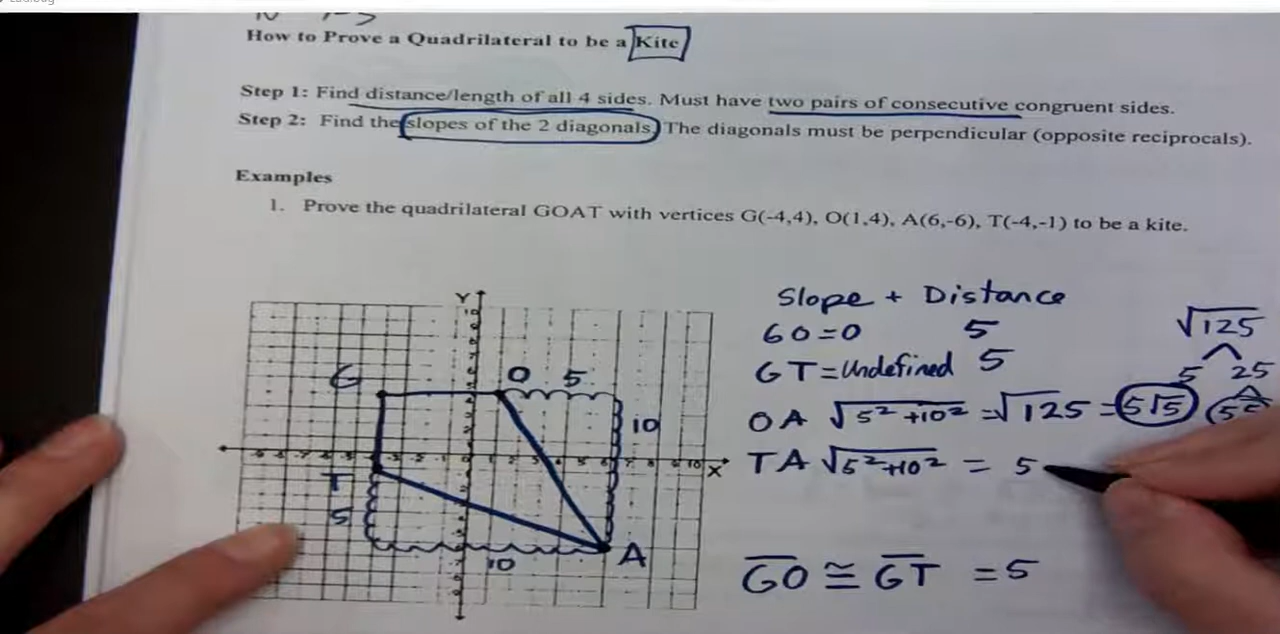 How to Prove a Quadrilateral to be a Kite
Step 1: Find distance/length of all 4 sides. Must have two pairs of consecutive congruent sides.
Step 2: Find the slopes of the 2 diagonals. The diagonals must be perpendicular (opposite reciprocals).
Examples
1. Prove the quadrilateral GOAT with vertices G(-4,4), O(1,4), A(6,-6), T(-4,-1) to be a kite.
Slope + Distance
GO=0 5
GT=Undefined 5
OA √5²+10² =√125 =5√5
TA √5²+10² = 5
GO ≅ GT =5
√125
5 25
5 5
Y
G O 5
10
X
T
5
A
10